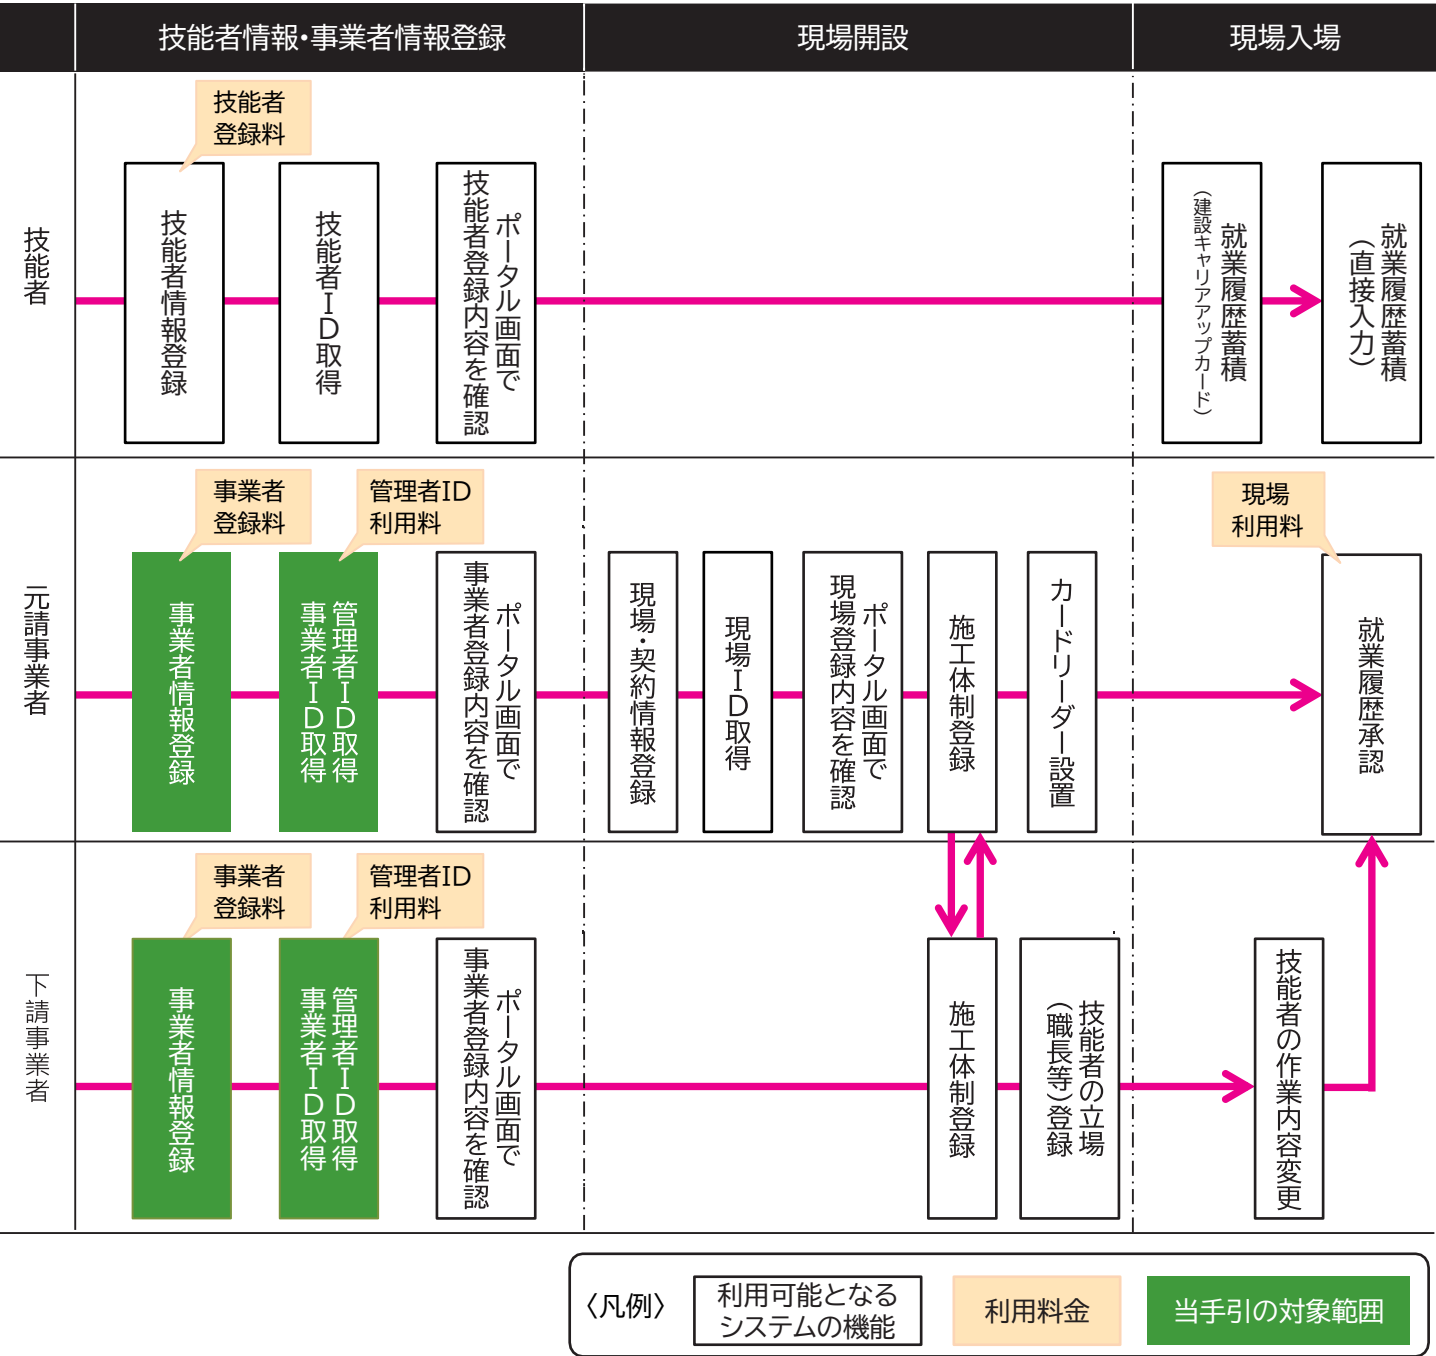 技能者情報・事業者情報登録
現場開設
現場入場
技能者
技能者
登録料
技能者情報登録
技能者ＩＤ取得
ポータル画面で
技能者登録内容を確認
就業履歴蓄積
（建設キャリアアップカード）
就業履歴蓄積
（直接入力）
元請事業者
事業者
登録料
管理者ID
利用料
現場
利用料
事業者情報登録
管理者ＩＤ取得
事業者ＩＤ取得
ポータル画面で
事業者登録内容を確認
現場・契約情報登録
現場ＩＤ取得
ポータル画面で
現場登録内容を確認
施工体制登録
カードリーダー設置
就業履歴承認
下請事業者
事業者
登録料
管理者ID
利用料
事業者情報登録
管理者ＩＤ取得
事業者ＩＤ取得
ポータル画面で
事業者登録内容を確認
施工体制登録
技能者の立場
（職長等）登録
技能者の作業内容変更
〈凡例〉
利用可能となる
システムの機能
利用料金
当手引の対象範囲